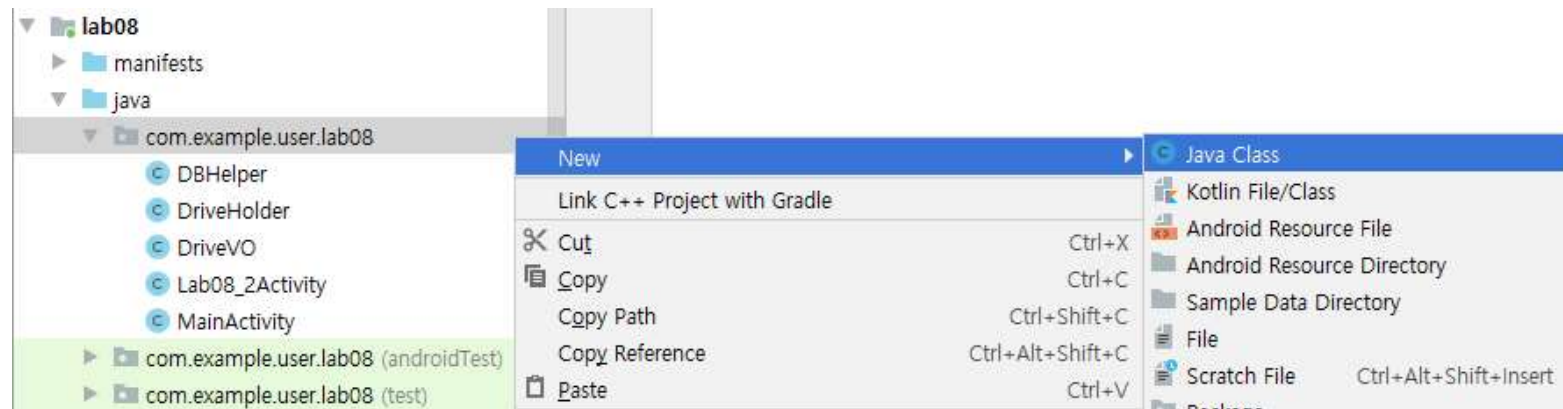 lab08
manifests
java
com.example.user.lab08
DBHelper
DriveHolder
DriveVO
Lab08_2Activity
MainActivity
com.example.user.lab08 (androidTest)
com.example.user.lab08 (test)
New
Link C++ Project with Gradle
Cut Ctrl+X
Copy Ctrl+C
Copy Path Ctrl+Shift+C
Copy Reference Ctrl+Alt+Shift+C
Paste Ctrl+V
Java Class
Kotlin File/Class
Android Resource File
Android Resource Directory
Sample Data Directory
File
Scratch File Ctrl+Alt+Shift+Insert